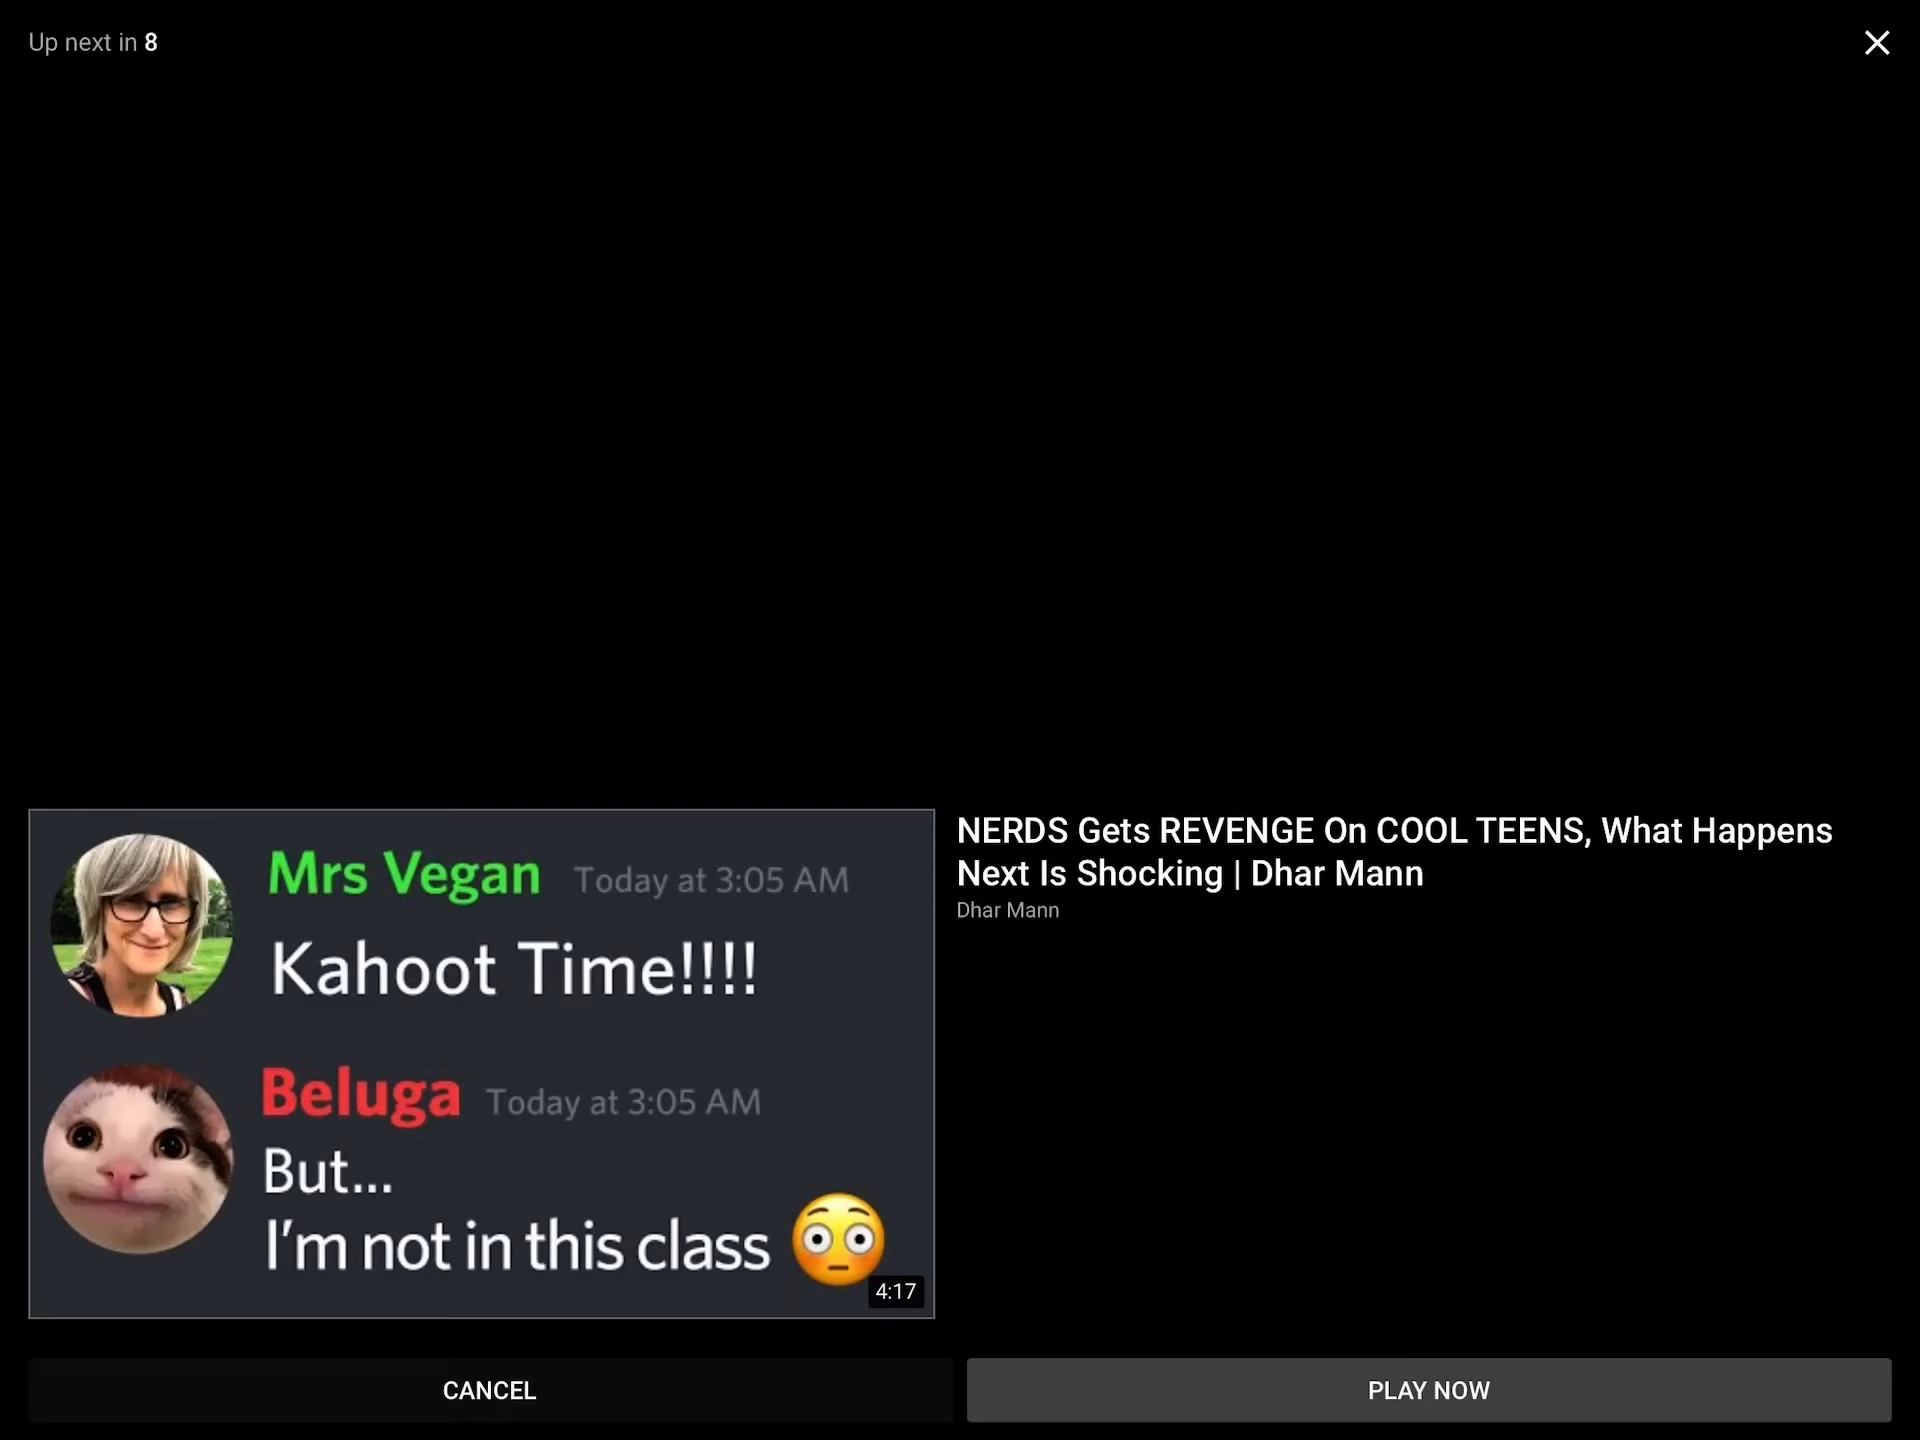 Up next in 8
Mrs Vegan Today at 3:05 AM
Kahoot Time!!!!
Beluga Today at 3:05 AM
But...
I'm not in this class
4:17
NERDS Gets REVENGE On COOL TEENS, What Happens
Next Is Shocking | Dhar Mann
Dhar Mann
CANCEL
PLAY NOW